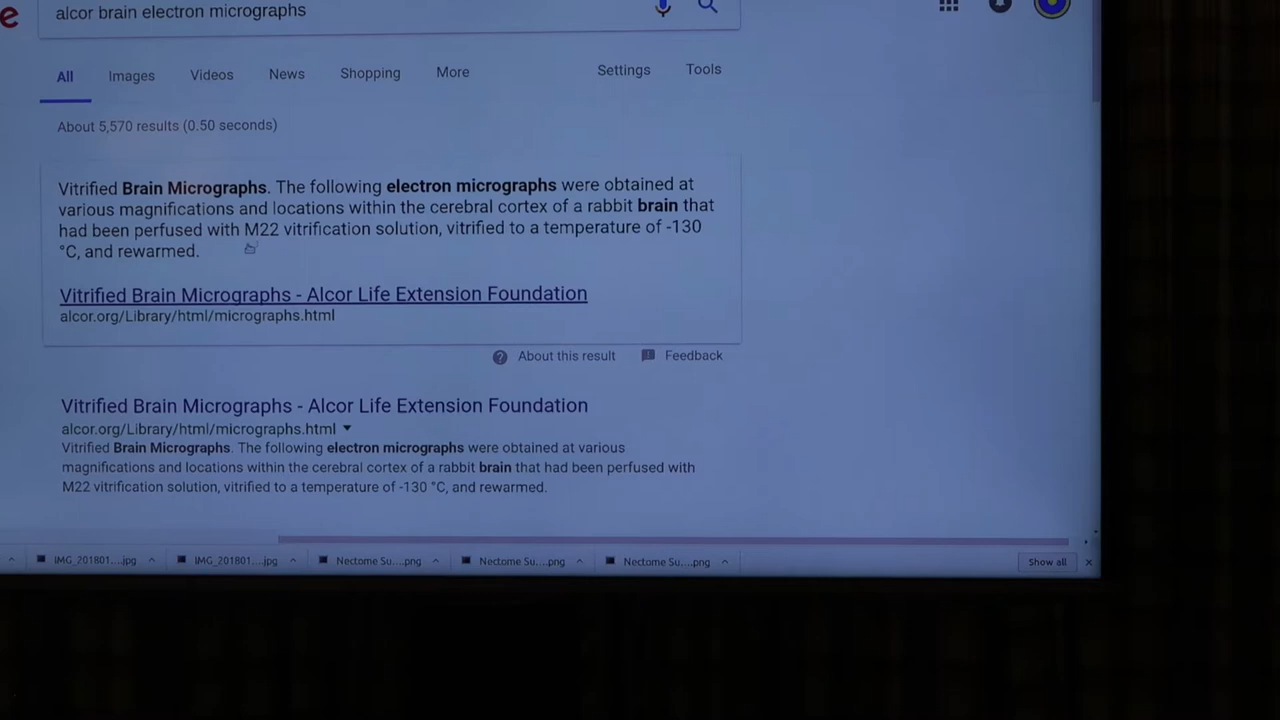 e
alcor brain electron micrographs
All Images Videos News Shopping More Settings Tools
About 5,570 results (0.50 seconds)
Vitrified Brain Micrographs. The following electron micrographs were obtained at
various magnifications and locations within the cerebral cortex of a rabbit brain that
had been perfused with M22 vitrification solution, vitrified to a temperature of -130
°C, and rewarmed.
Vitrified Brain Micrographs - Alcor Life Extension Foundation
alcor.org/Library/html/micrographs.html
About this result Feedback
Vitrified Brain Micrographs - Alcor Life Extension Foundation
alcor.org/Library/html/micrographs.html
Vitrified Brain Micrographs. The following electron micrographs were obtained at various
magnifications and locations within the cerebral cortex of a rabbit brain that had been perfused with
M22 vitrification solution, vitrified to a temperature of -130 °C, and rewarmed.
IMG_201801....jpg IMG_201801....jpg Nectome Su....png Nectome Su....png Nectome Su....png Show all